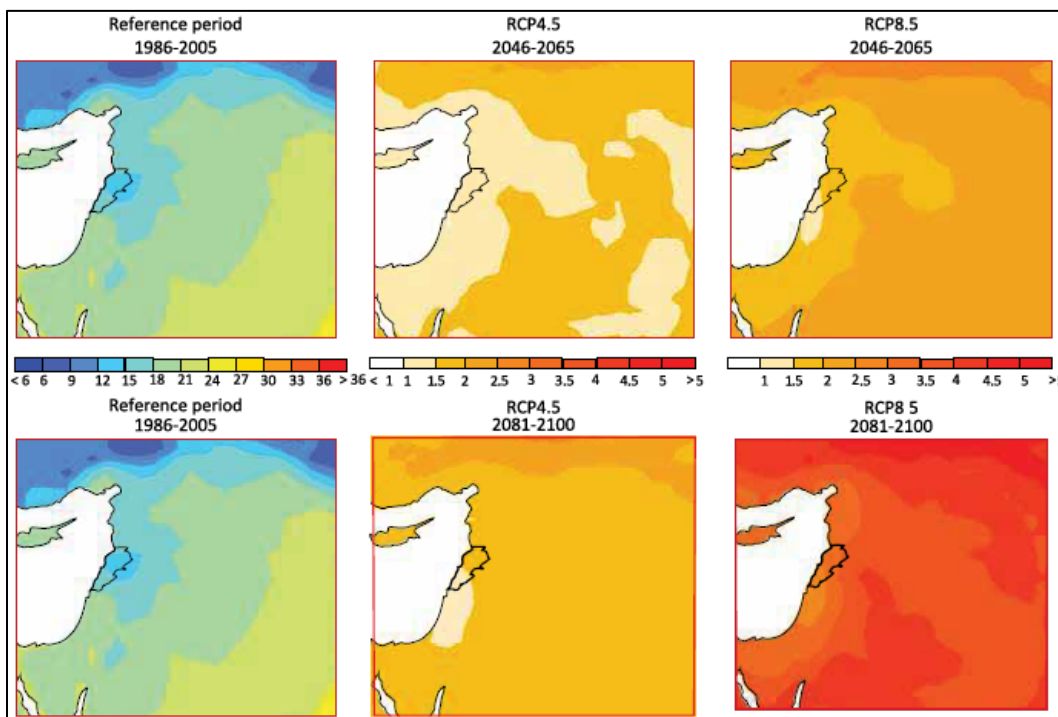 Reference period
1986-2005
RCP4.5
2046-2065
RCP8.5
2046-2065
< 6 6 9 12 15 18 21 24 27 30 33 36 > 36
< 1 1 1.5 2 2.5 3 3.5 4 4.5 5 >5
1 1.5 2 2.5 3 3.5 4 4.5 5 >5
Reference period
1986-2005
RCP4.5
2081-2100
RCP8 5
2081-2100